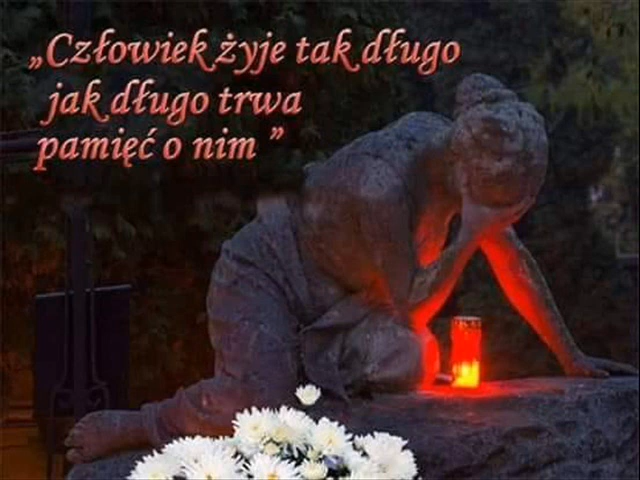 „Człowiek żyje tak długo
jak długo trwa
pamięć o nim”